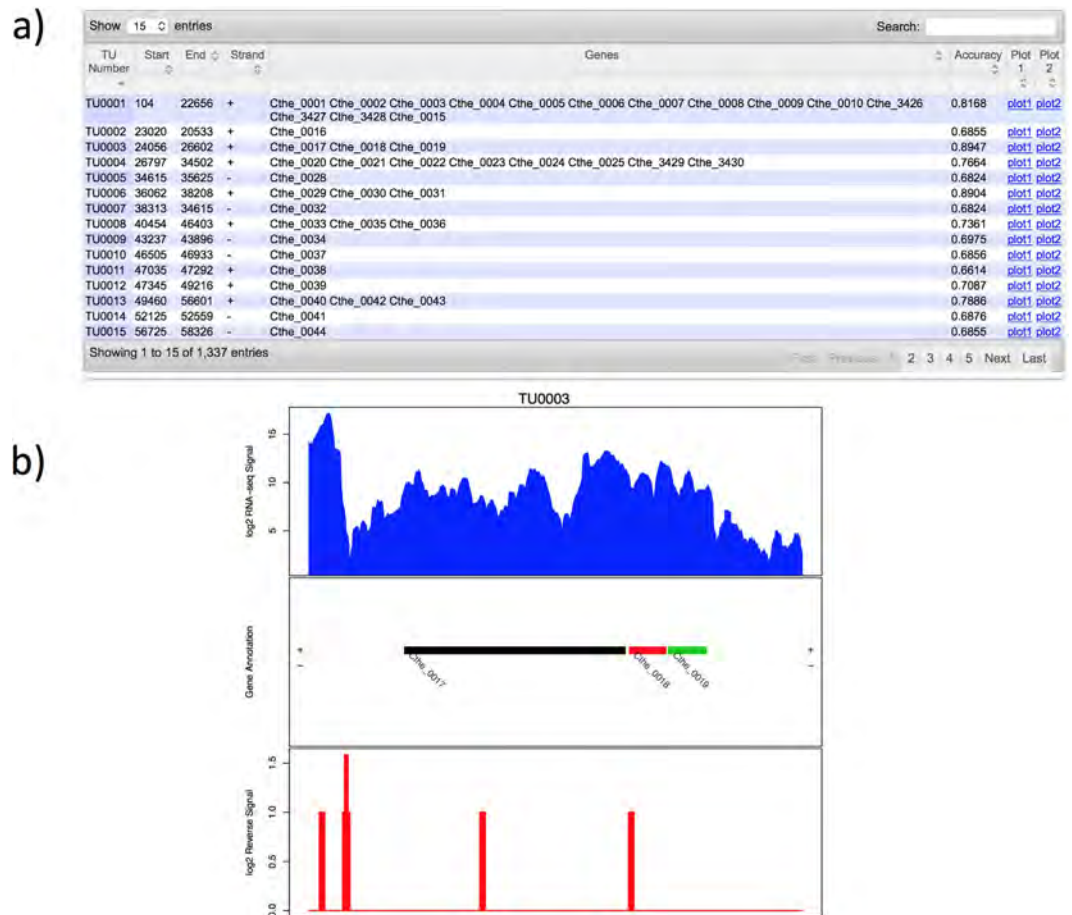 a)
Show 15 entries Search:
TU Number Start End Strand Genes Accuracy Plot 1 Plot 2
TU0001 104 22656 + Cthe_0001 Cthe_0002 Cthe_0003 Cthe_0004 Cthe_0005 Cthe_0006 Cthe_0007 Cthe_0008 Cthe_0009 Cthe_0010 Cthe_3426 0.8168 plot1 plot2
Cthe_3427 Cthe_3428 Cthe_0015
TU0002 23020 20533 + Cthe_0016 0.6855 plot1 plot2
TU0003 24056 26602 + Cthe_0017 Cthe_0018 Cthe_0019 0.8947 plot1 plot2
TU0004 26797 34502 + Cthe_0020 Cthe_0021 Cthe_0022 Cthe_0023 Cthe_0024 Cthe_0025 Cthe_3429 Cthe_3430 0.7664 plot1 plot2
TU0005 34615 35625 - Cthe_0028 0.6824 plot1 plot2
TU0006 36062 38208 + Cthe_0029 Cthe_0030 Cthe_0031 0.8904 plot1 plot2
TU0007 38313 34615 - Cthe_0032 0.6824 plot1 plot2
TU0008 40454 46403 + Cthe_0033 Cthe_0035 Cthe_0036 0.7361 plot1 plot2
TU0009 43237 43896 - Cthe_0034 0.6975 plot1 plot2
TU0010 46505 46933 - Cthe_0037 0.6856 plot1 plot2
TU0011 47035 47292 + Cthe_0038 0.6614 plot1 plot2
TU0012 47345 49216 + Cthe_0039 0.7087 plot1 plot2
TU0013 49460 56601 + Cthe_0040 Cthe_0042 Cthe_0043 0.7886 plot1 plot2
TU0014 52125 52559 - Cthe_0041 0.6876 plot1 plot2
TU0015 56725 58326 - Cthe_0044 0.6855 plot1 plot2
Showing 1 to 15 of 1,337 entries First Previous 1 2 3 4 5 Next Last
b)
TU0003
log2 RNA-seq Signal
15
10
5
Gene Annotation
+ +
- -
Cthe_0017 Cthe_0018 Cthe_0019
log2 Reverse Signal
1.5
1.0
0.5
0.0